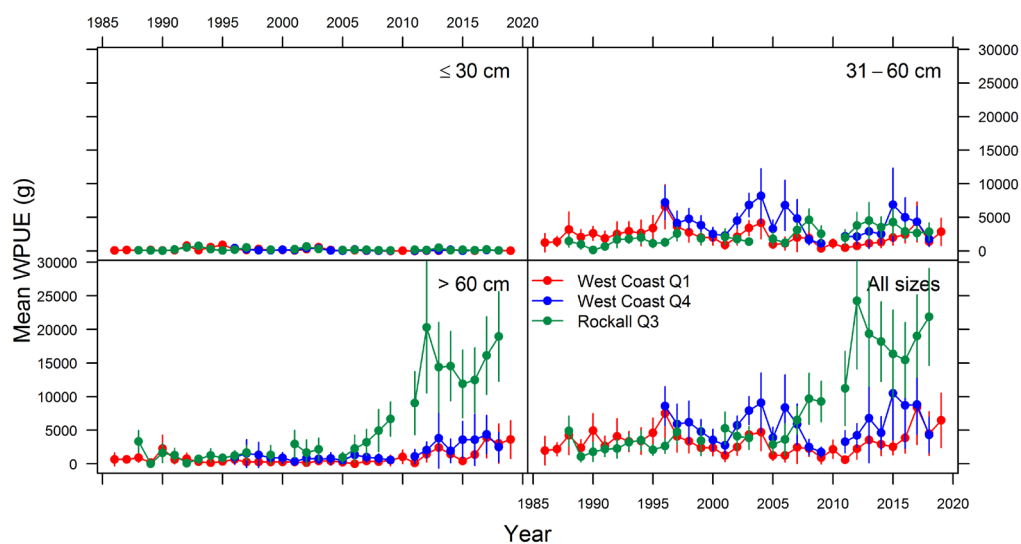 1985 1990 1995 2000 2005 2010 2015 2020
≤ 30 cm
31 – 60 cm
30000
25000
20000
15000
10000
5000
0
Mean WPUE (g)
> 60 cm
All sizes
West Coast Q1
West Coast Q4
Rockall Q3
30000
25000
20000
15000
10000
5000
0
1985 1990 1995 2000 2005 2010 2015 2020
Year